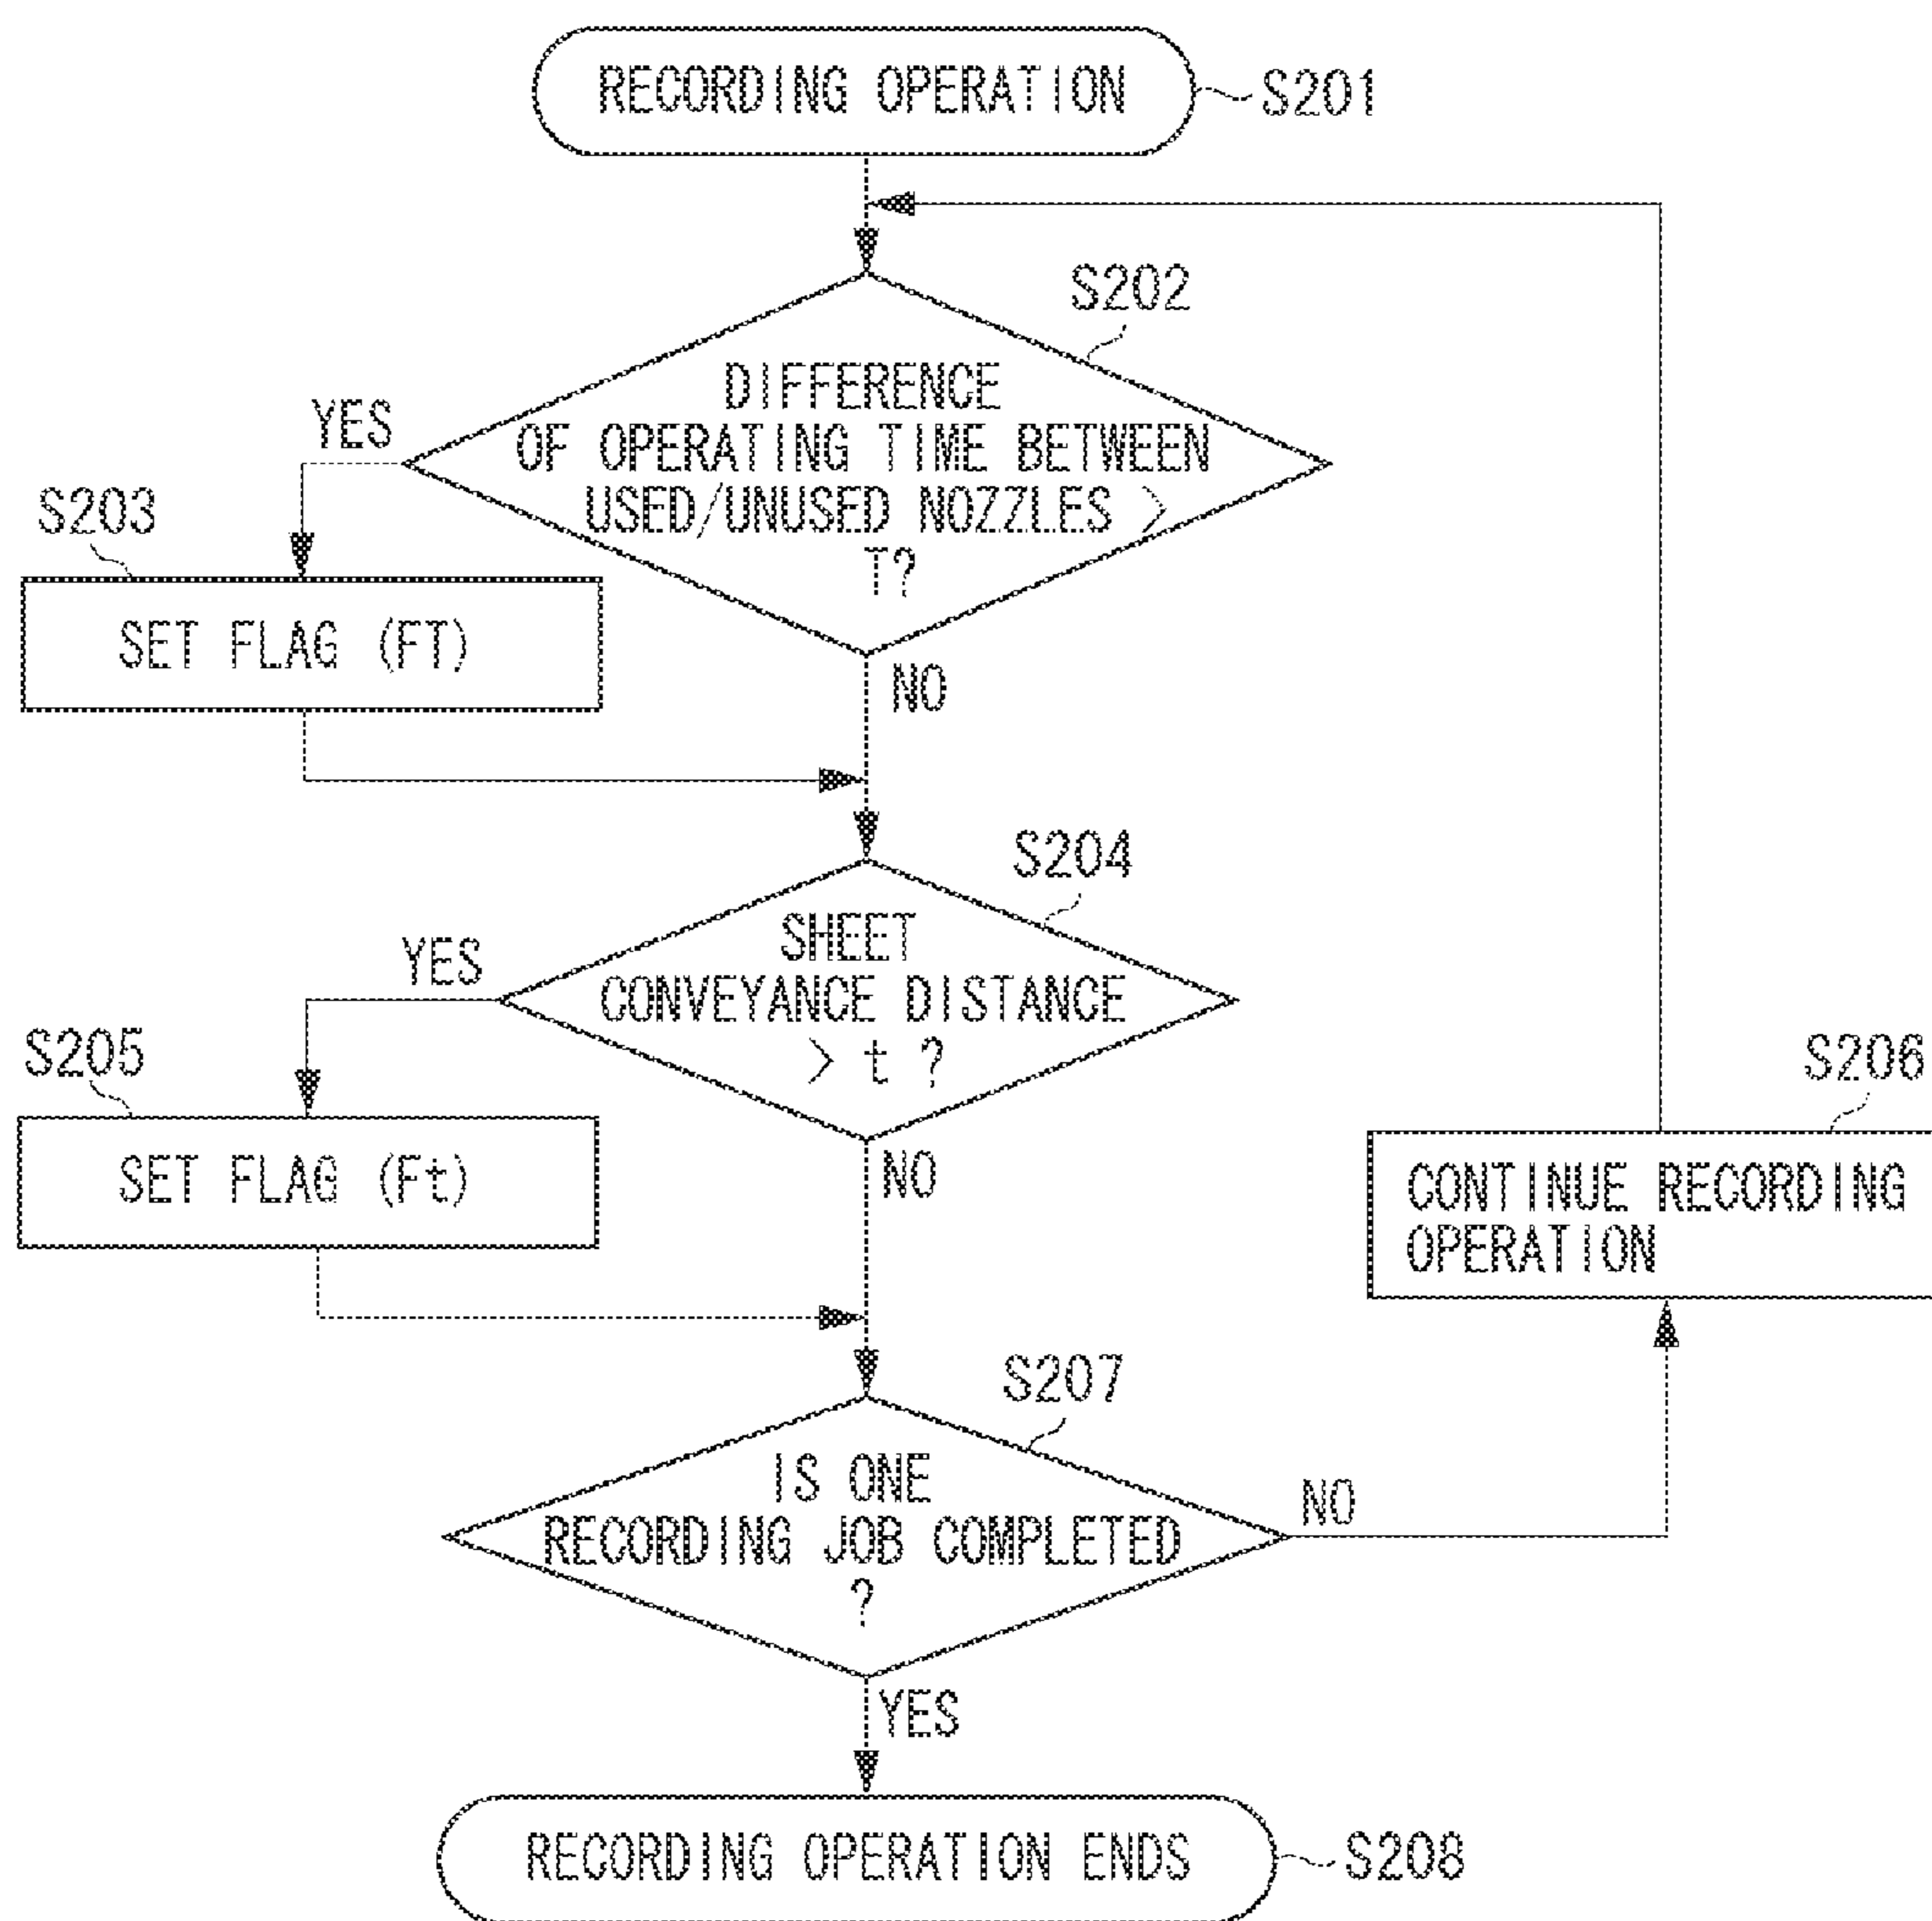 RECORDING OPERATION
S201
S202
DIFFERENCE
OF OPERATING TIME BETWEEN
USED/UNUSED NOZZLES >
T?
YES
NO
S203
SET FLAG (FT)
S204
SHEET
CONVEYANCE DISTANCE
> t ?
YES
NO
S205
SET FLAG (Ft)
S206
CONTINUE RECORDING
OPERATION
S207
IS ONE
RECORDING JOB COMPLETED
?
NO
YES
RECORDING OPERATION ENDS
S208